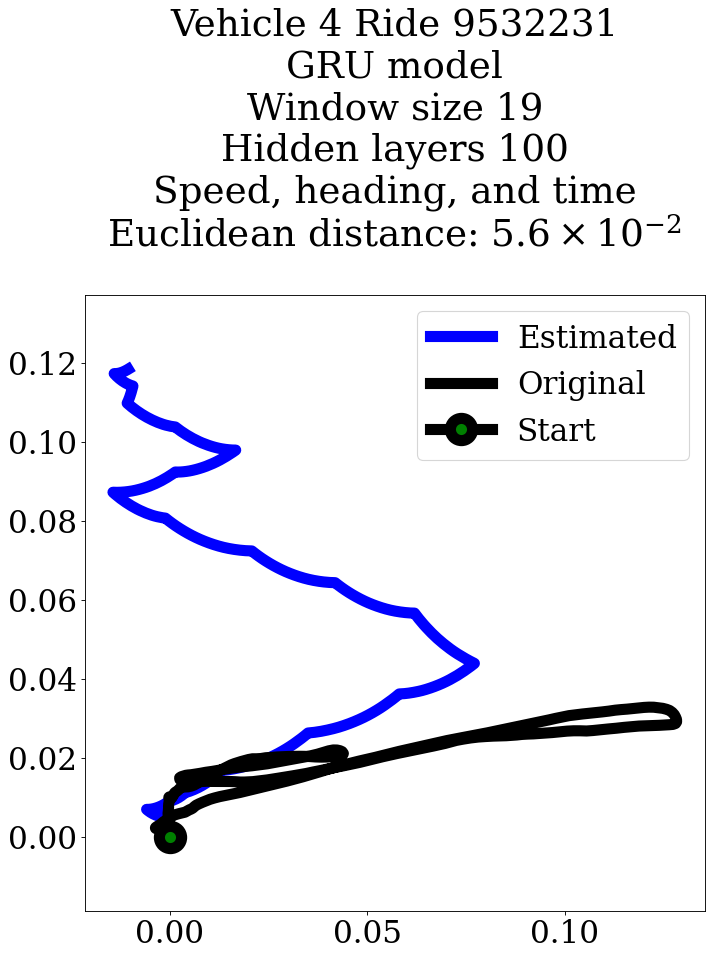 Vehicle 4 Ride 9532231
GRU model
Window size 19
Hidden layers 100
Speed, heading, and time
Euclidean distance: 5.6 × 10⁻²
Estimated
Original
Start
0.12
0.10
0.08
0.06
0.04
0.02
0.00
0.00 0.05 0.10